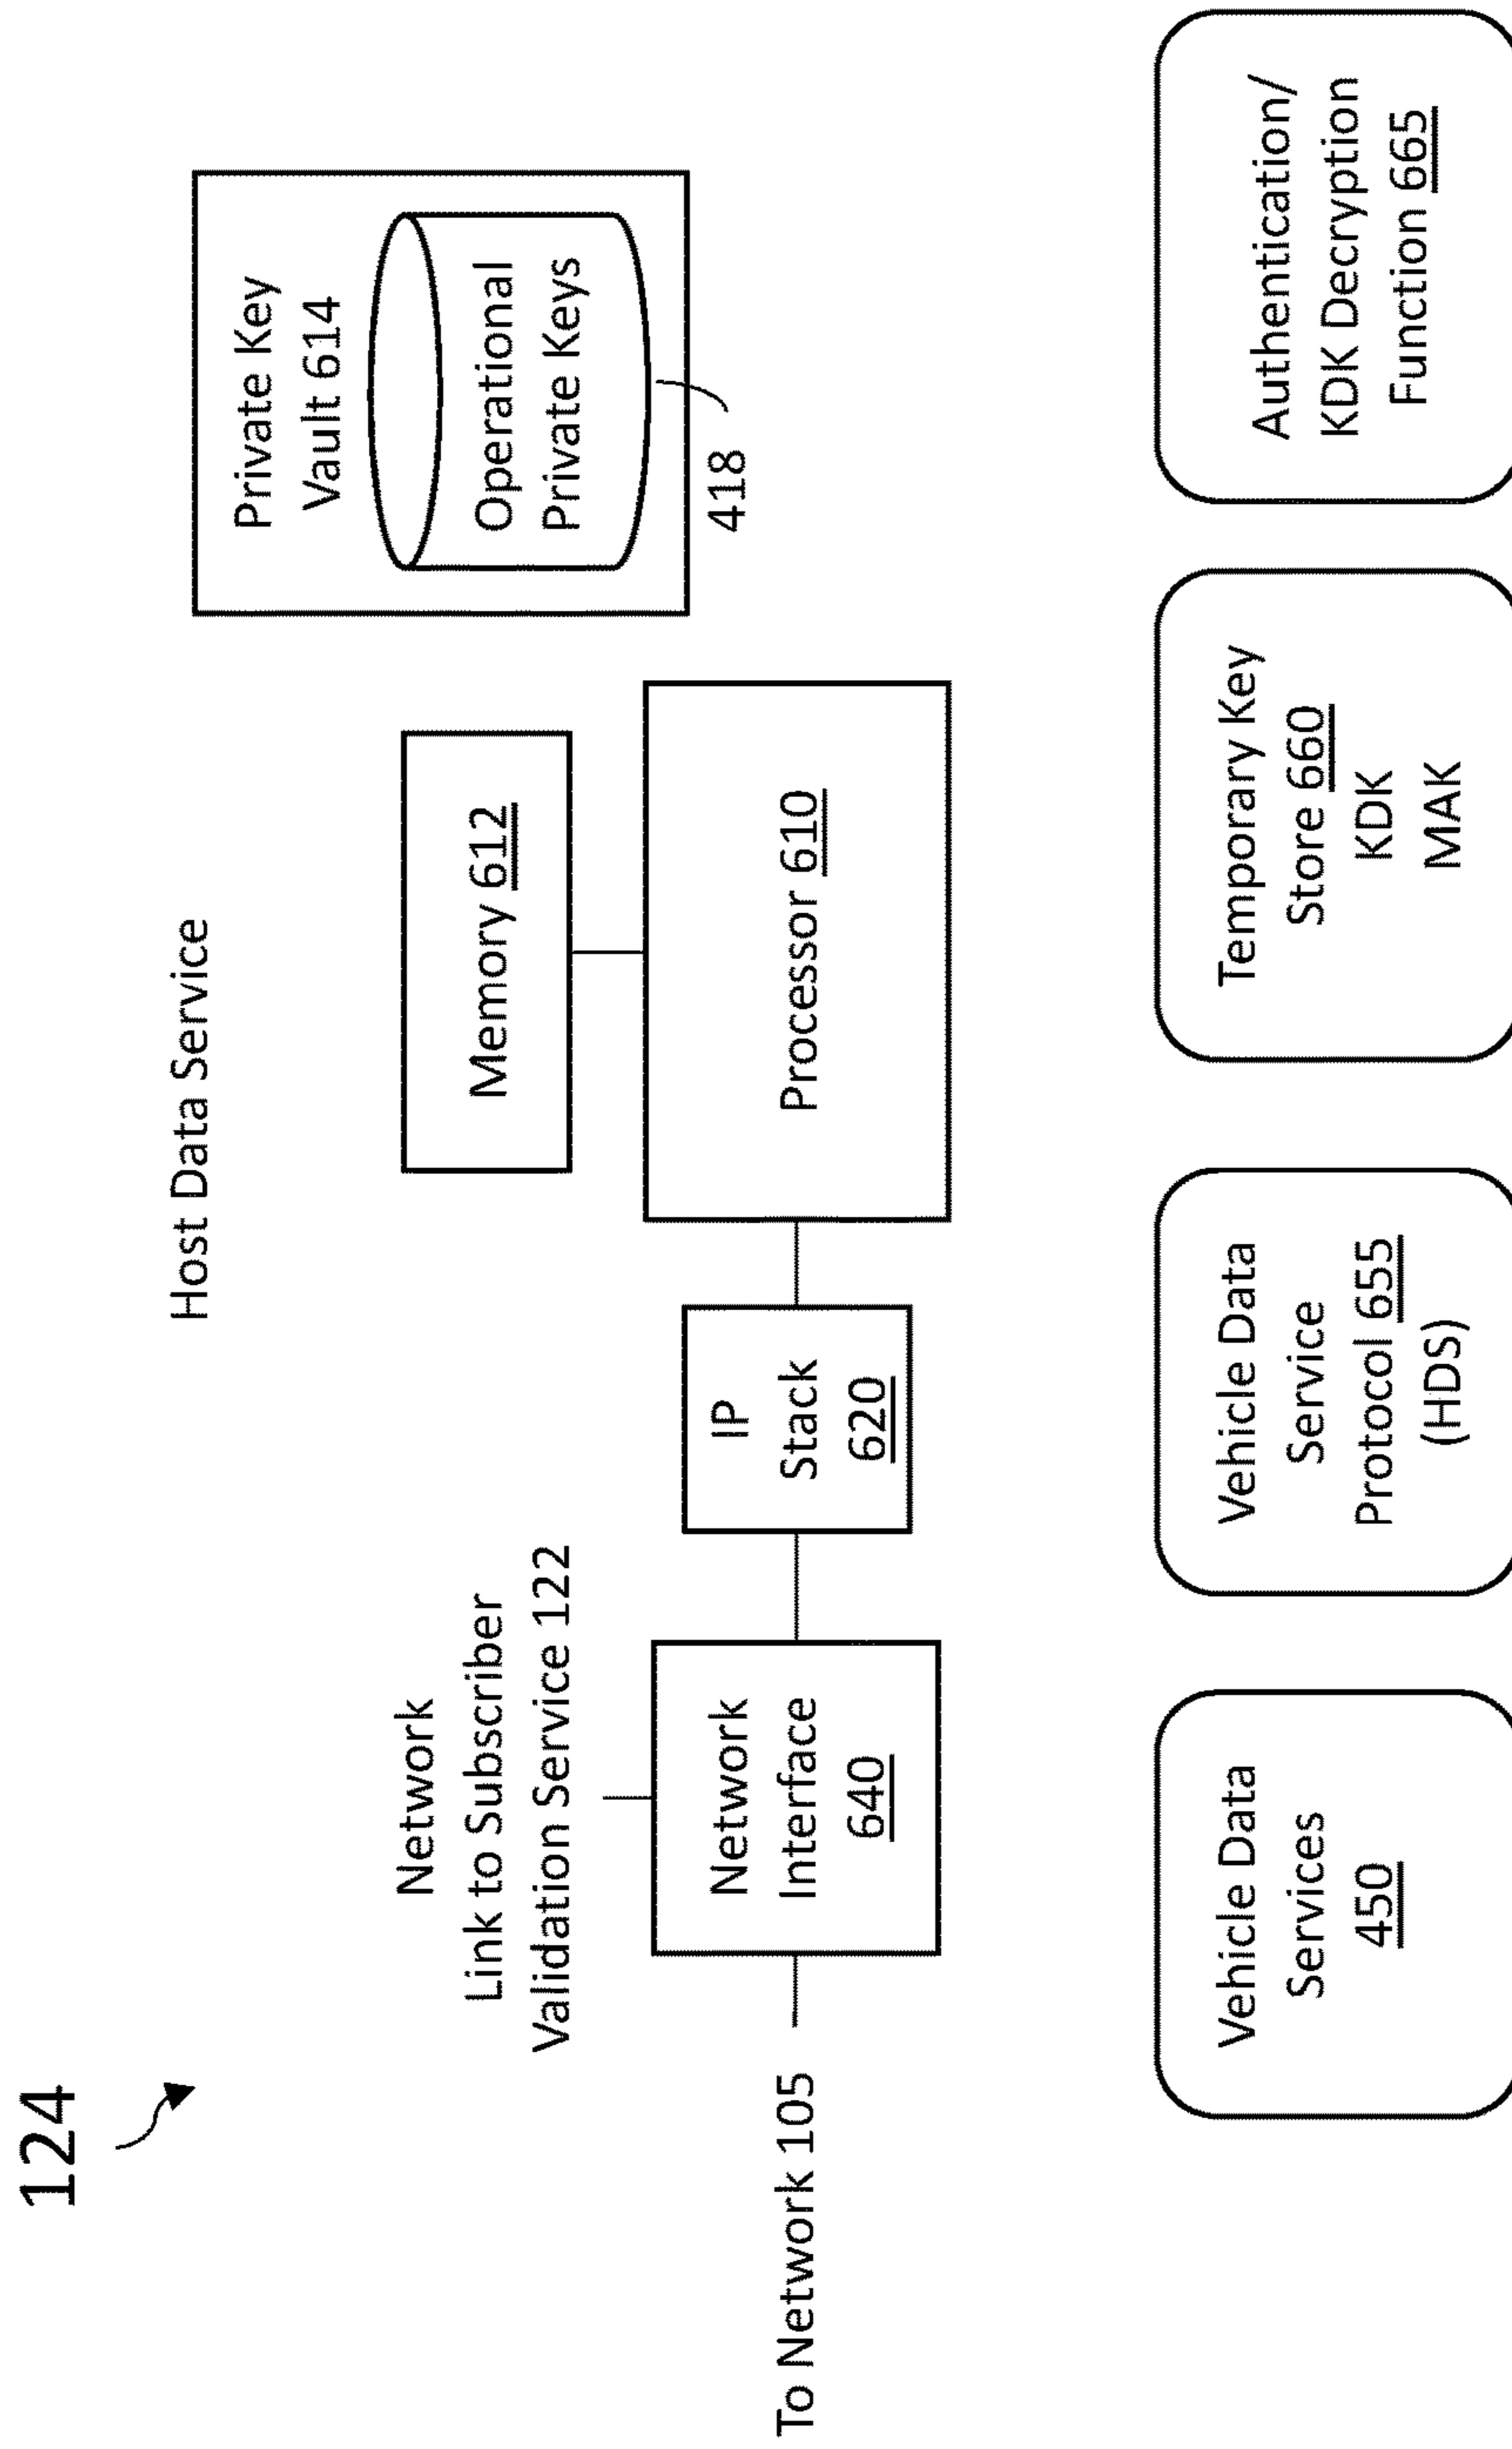 124
Host Data Service
Network
Link to Subscriber
Validation Service 122
Memory 612
Private Key
Vault 614
Operational
Private Keys
418
To Network 105
Network
Interface
640
IP
Stack
620
Processor 610
Vehicle Data
Services
450
Vehicle Data
Service
Protocol 655
(HDS)
Temporary Key
Store 660
KDK
MAK
Authentication/
KDK Decryption
Function 665